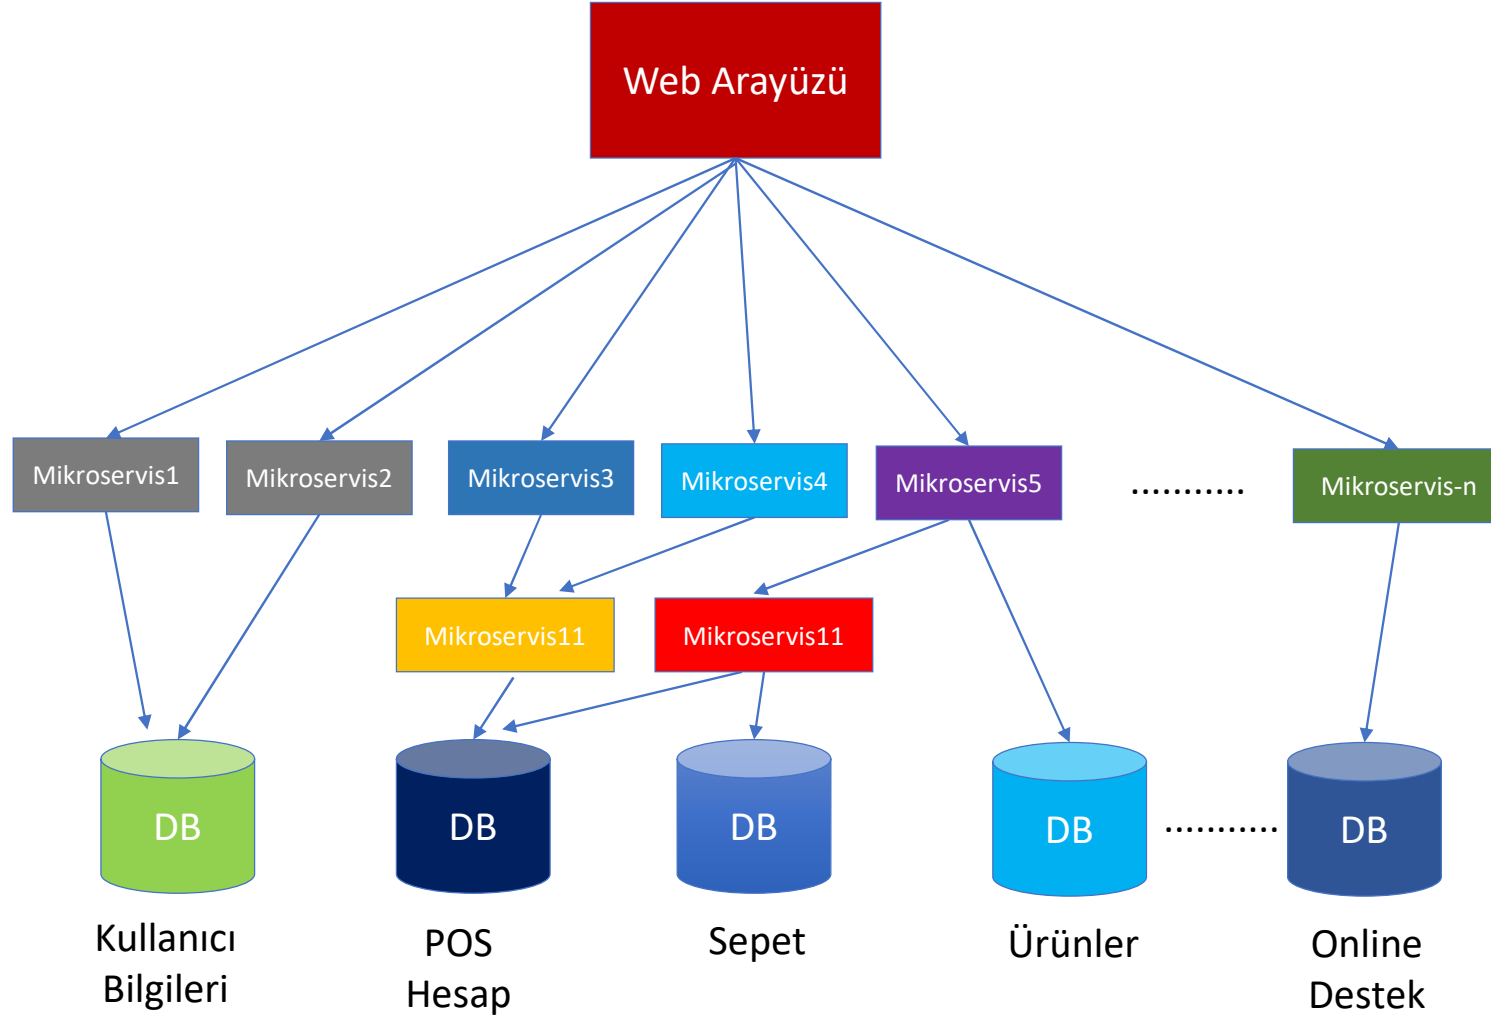 Web Arayüzü
Mikroservis1
Mikroservis2
Mikroservis3
Mikroservis4
Mikroservis5
...........
Mikroservis-n
Mikroservis11
Mikroservis11
DB
DB
DB
DB
...........
DB
Kullanıcı
Bilgileri
POS
Hesap
Sepet
Ürünler
Online
Destek